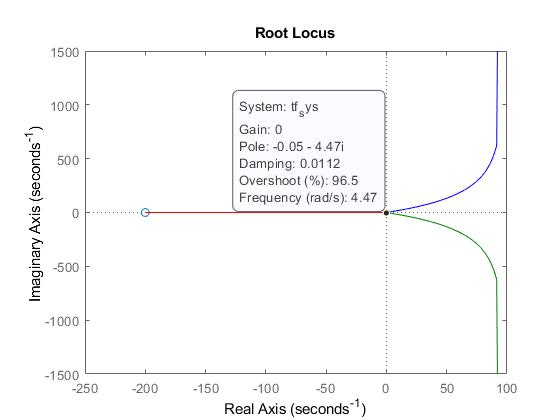 Root Locus
1500
1000
500
0
-500
-1000
-1500
Imaginary Axis (seconds⁻¹)
System: tfₛys
Gain: 0
Pole: -0.05 - 4.47i
Damping: 0.0112
Overshoot (%): 96.5
Frequency (rad/s): 4.47
-250 -200 -150 -100 -50 0 50 100
Real Axis (seconds⁻¹)